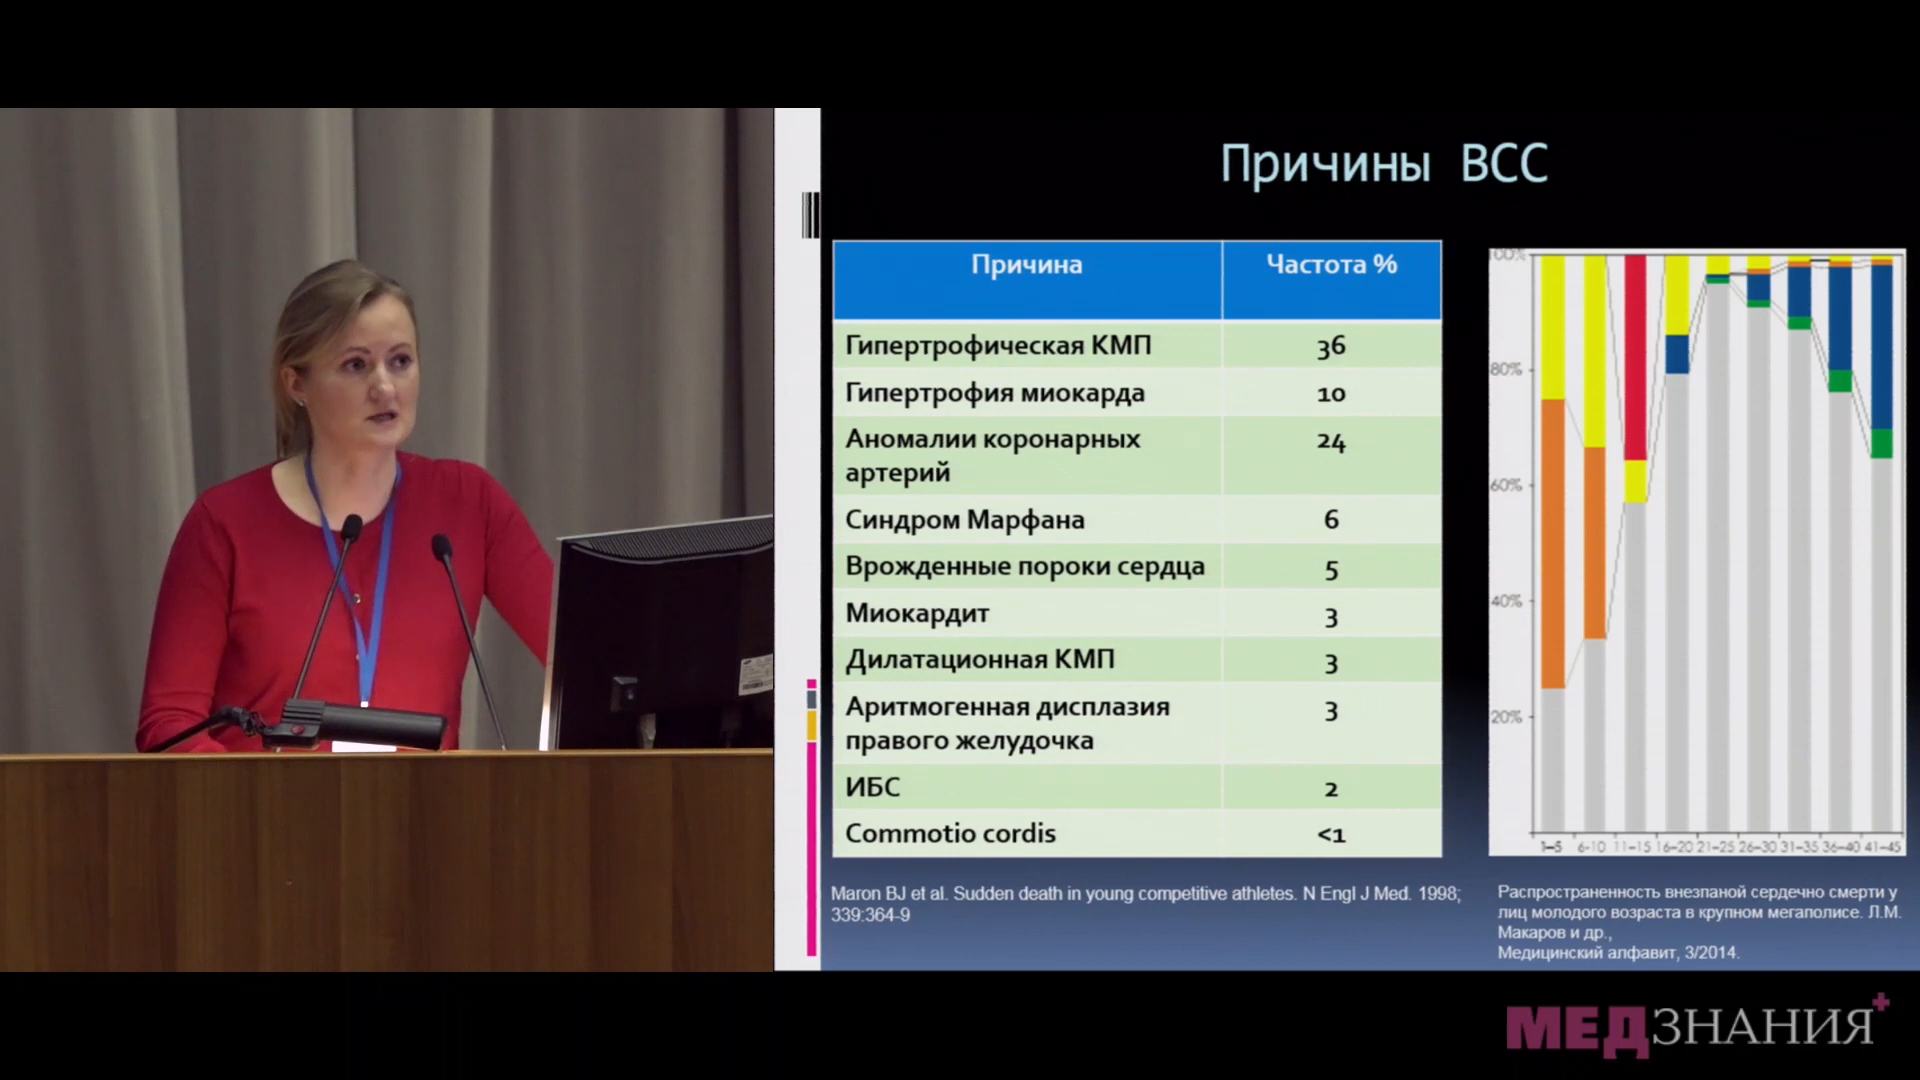 Причины ВСС
Причина Частота %
Гипертрофическая КМП 36
Гипертрофия миокарда 10
Аномалии коронарных артерий 24
Синдром Марфана 6
Врожденные пороки сердца 5
Миокардит 3
Дилатационная КМП 3
Аритмогенная дисплазия правого желудочка 3
ИБС 2
Commotio cordis <1
Maron BJ et al. Sudden death in young competitive athletes. N Engl J Med. 1998;
339:364-9
100%
80%
60%
40%
20%
1–5 6-10 11–15 16–20 21–25 26–30 31–35 36–40 41–45
Распространенность внезпаной сердечно смерти у
лиц молодого возраста в крупном мегаполисе. Л.М.
Макаров и др.,
Медицинский алфавит, 3/2014.
МЕДЗНАНИЯ+